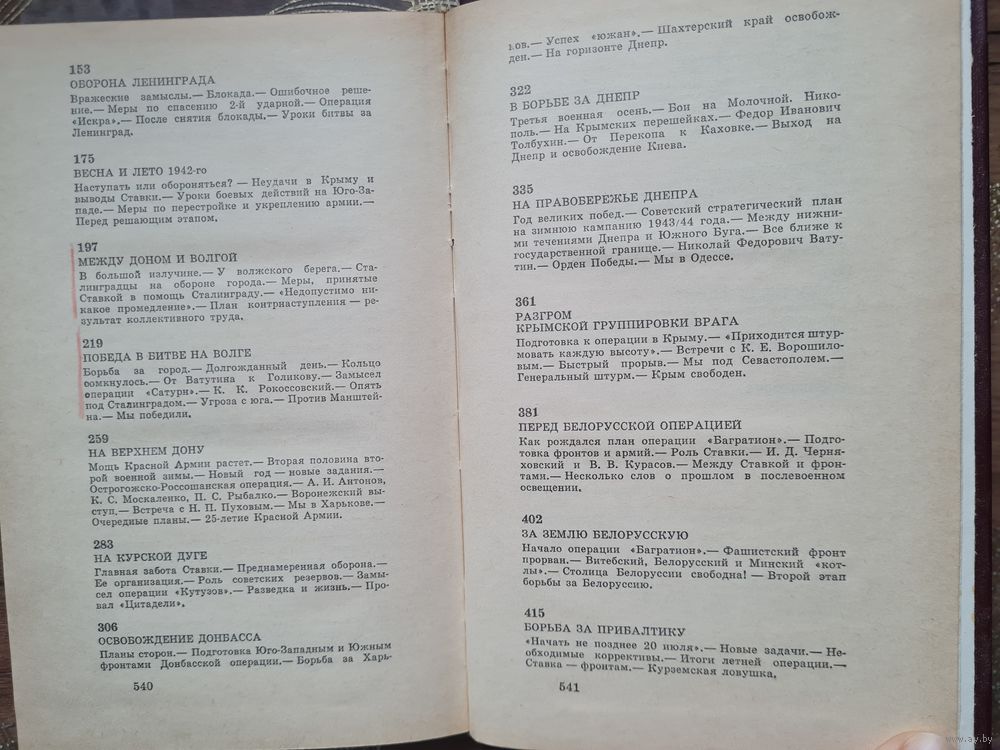 153
ОБОРОНА ЛЕНИНГРАДА
Вражеские замыслы.— Блокада.— Ошибочное реше-
ние.— Меры по спасению 2-й ударной.— Операция
«Искра».— После снятия блокады.— Уроки битвы за
Ленинград.
175
ВЕСНА И ЛЕТО 1942-го
Наступать или обороняться? — Неудачи в Крыму и
выводы Ставки.— Уроки боевых действий на Юго-За-
паде.— Меры по перестройке и укреплению армии.—
Перед решающим этапом.
197
МЕЖДУ ДОНОМ И ВОЛГОЙ
В большой излучине.— У волжского берега.— Ста-
линградцы на обороне города.— Меры, принятые
Ставкой в помощь Сталинграду.— «Недопустимо ни-
какое промедление».— План контрнаступления — ре-
зультат коллективного труда.
219
ПОБЕДА В БИТВЕ НА ВОЛГЕ
Борьба за город.— Долгожданный день.— Кольцо
сомкнулось.— От Ватутина к Голикову.— Замысел
операции «Сатурн».— К. К. Рокоссовский.— Опять
под Сталинградом.— Угроза с юга.— Против Манштей-
на.— Мы победили.
259
НА ВЕРХНЕМ ДОНУ
Мощь Красной Армии растет.— Вторая половина вто-
рой военной зимы.— Новый год — новые задания.—
Острогожско-Россошанская операция.— А. И. Антонов,
К. С. Москаленко, П. С. Рыбалко.— Воронежский вы-
ступ.— Встреча с Н. П. Пуховым.— Мы в Харькове.—
Очередные планы.— 25-летие Красной Армии.
283
НА КУРСКОЙ ДУГЕ
Главная забота Ставки.— Преднамеренная оборона.—
Ее организация.— Роль советских резервов.— Замы-
сел операции «Кутузов».— Разведка и жизнь.— Про-
вал «Цитадели».
306
ОСВОБОЖДЕНИЕ ДОНБАССА
Планы сторон.— Подготовка Юго-Западным и Южным
фронтами Донбасской операции.— Борьба за Харь-
540
ков.— Успех «южан».— Шахтерский край освобож-
ден.— На горизонте Днепр.
322
В БОРЬБЕ ЗА ДНЕПР
Третья военная осень.— Бои на Молочной. Нико-
поль.— На Крымских перешейках.— Федор Иванович
Толбухин.— От Перекопа к Каховке.— Выход на
Днепр и освобождение Киева.
335
НА ПРАВОБЕРЕЖЬЕ ДНЕПРА
Год великих побед.— Советский стратегический план
на зимнюю кампанию 1943/44 года.— Между нижни-
ми течениями Днепра и Южного Буга.— Все ближе к
государственной границе.— Николай Федорович Вату-
тин.— Орден Победы.— Мы в Одессе.
361
РАЗГРОМ
КРЫМСКОЙ ГРУППИРОВКИ ВРАГА
Подготовка к операции в Крыму.— «Приходится штур-
мовать каждую высоту».— Встречи с К. Е. Ворошило-
вым.— Быстрый прорыв.— Мы под Севастополем.—
Генеральный штурм.— Крым свободен.
381
ПЕРЕД БЕЛОРУССКОЙ ОПЕРАЦИЕЙ
Как рождался план операции «Багратион».— Подго-
товка фронтов и армий.— Роль Ставки.— И. Д. Черня-
ховский и В. В. Курасов.— Между Ставкой и фрон-
тами.— Несколько слов о прошлом в послевоенном
освещении.
402
ЗА ЗЕМЛЮ БЕЛОРУССКУЮ
Начало операции «Багратион».— Фашистский фронт
прорван.— Витебский, Белорусский и Минский «кот-
лы».— Столица Белоруссии свободна! — Второй этап
борьбы за Белоруссию.
415
БОРЬБА ЗА ПРИБАЛТИКУ
«Начать не позднее 20 июля».— Новые задачи.— Не-
обходимые коррективы.— Итоги летней операции.—
Ставка — фронтам.— Курземская ловушка.
541
www.ay.by